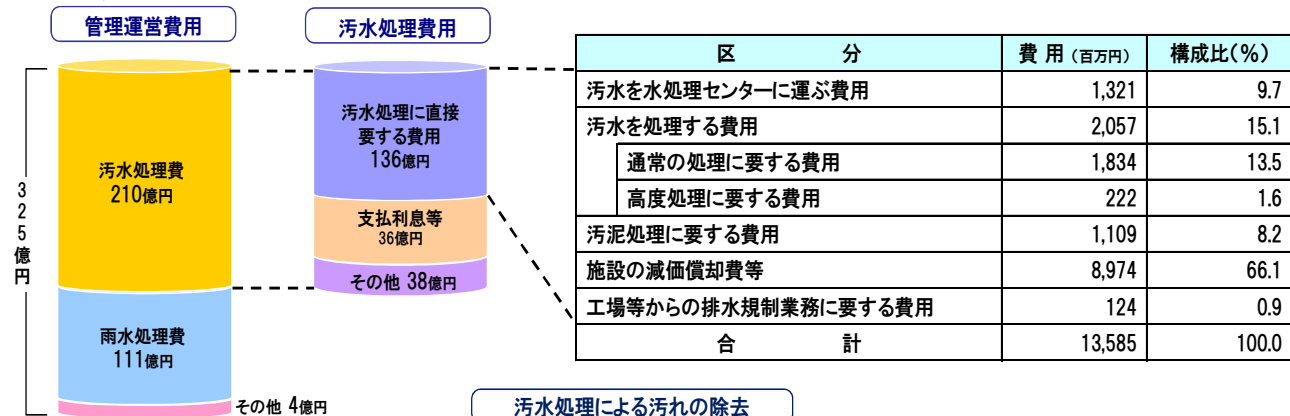 管理運営費用
汚水処理費用
325億円
汚水処理費
210億円
雨水処理費
111億円
その他 4億円
汚水処理に直接
要する費用
136億円
支払利息等
36億円
その他 38億円
区 分 費 用 (百万円) 構成比(%)
汚水を水処理センターに運ぶ費用 1,321 9.7
汚水を処理する費用 2,057 15.1
通常の処理に要する費用 1,834 13.5
高度処理に要する費用 222 1.6
汚泥処理に要する費用 1,109 8.2
施設の減価償却費等 8,974 66.1
工場等からの排水規制業務に要する費用 124 0.9
合 計 13,585 100.0
汚水処理による汚れの除去